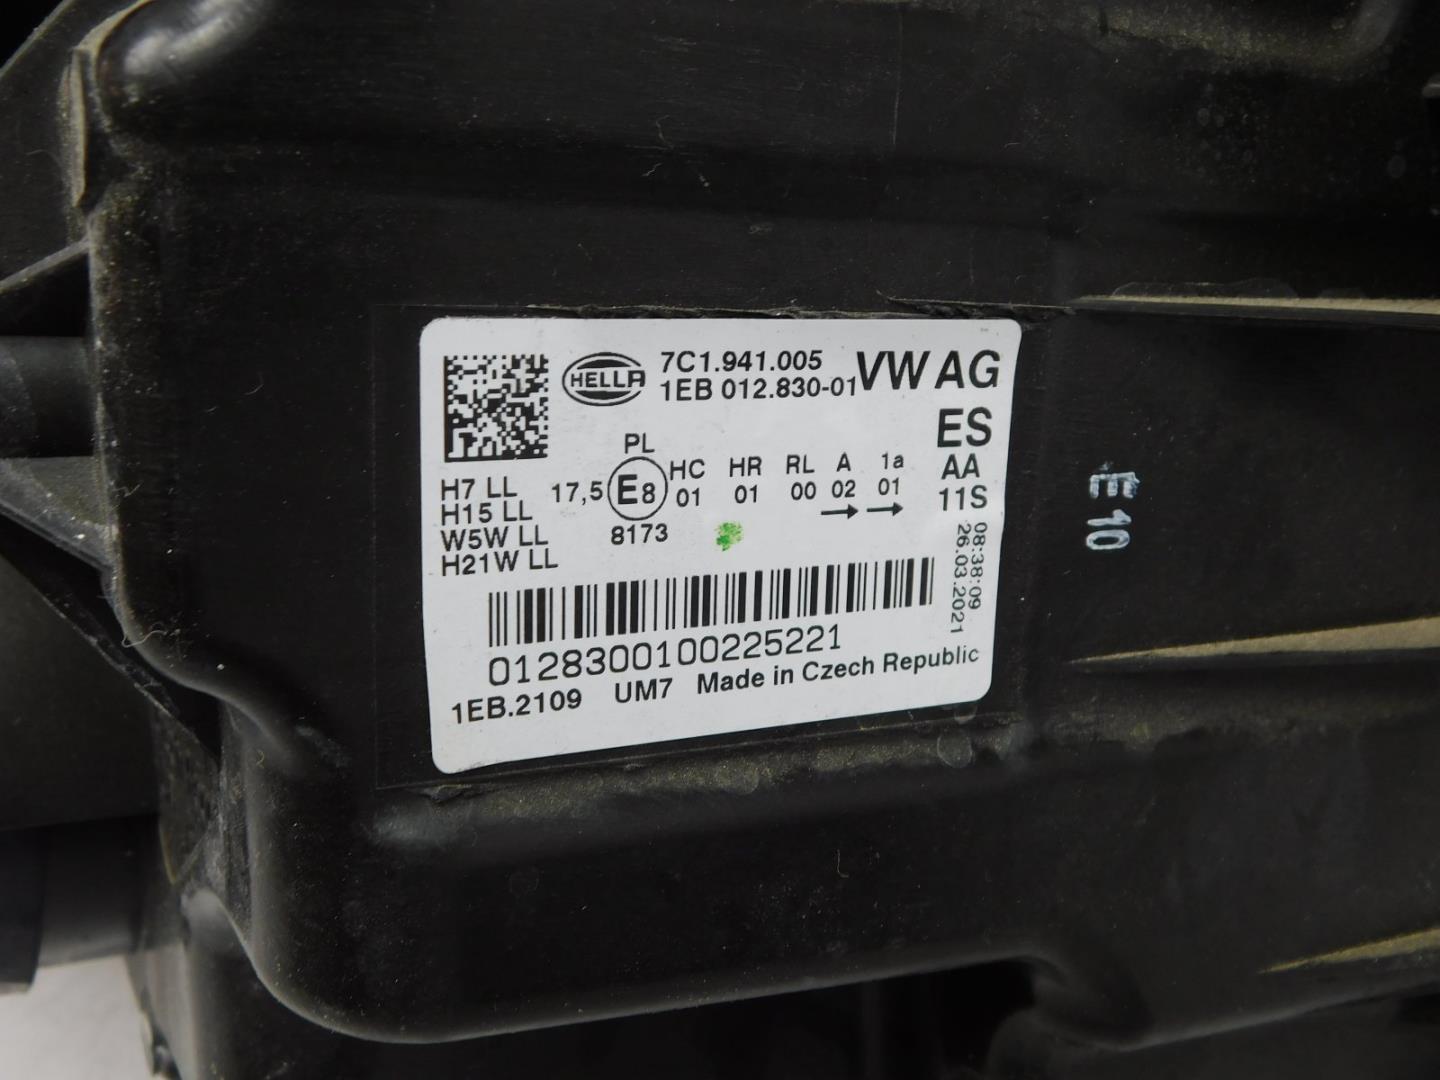 HELLA
7C1.941.005
1EB 012.830-01
VW AG
ES
AA
11S
PL
17,5 E8
8173
HC HR RL A 1a
01 01 00 02 01
→ →
H7 LL
H15 LL
W5W LL
H21W LL
08:38:09
26.03.2021
012830010022522​1
1EB.2109 UM7 Made in Czech Republic
E10